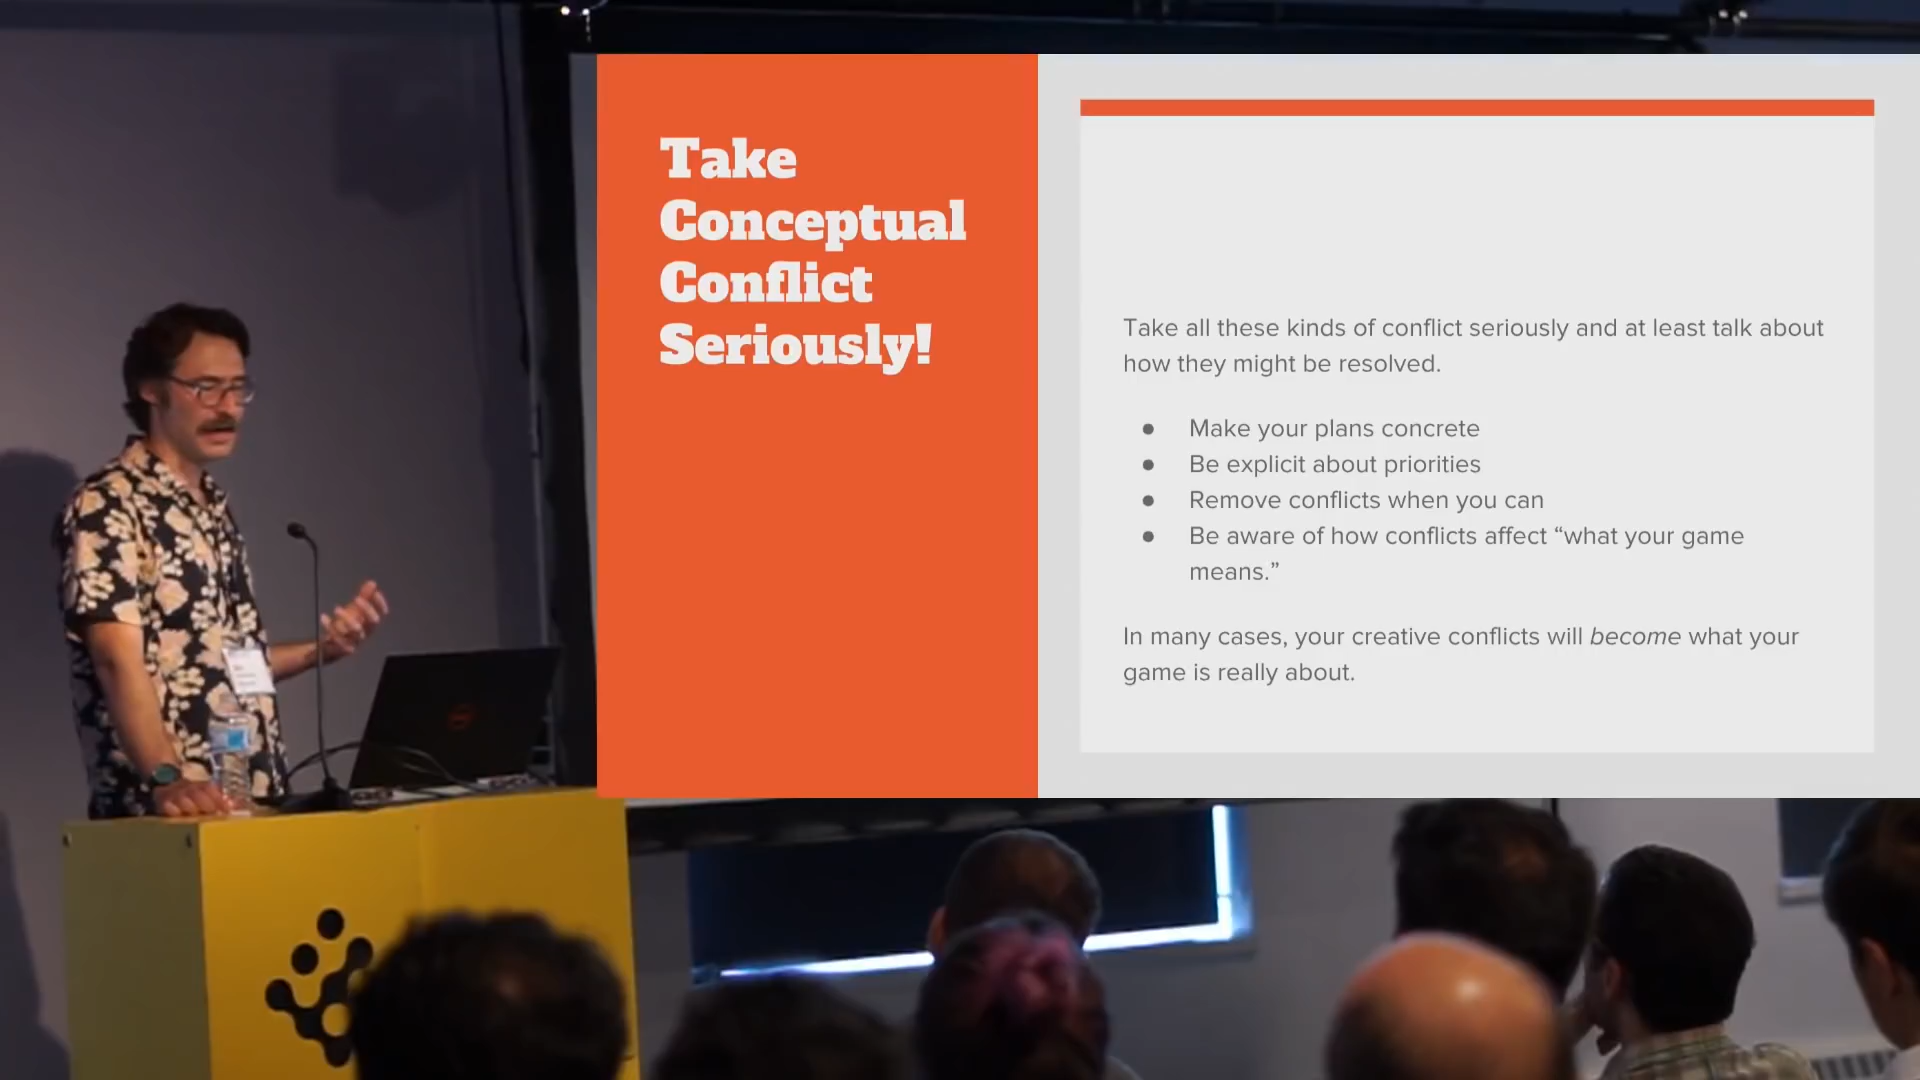 Take
Conceptual
Conflict
Seriously!
Take all these kinds of conflict seriously and at least talk about
how they might be resolved.
● Make your plans concrete
● Be explicit about priorities
● Remove conflicts when you can
● Be aware of how conflicts affect “what your game
means.”
In many cases, your creative conflicts will become what your
game is really about.